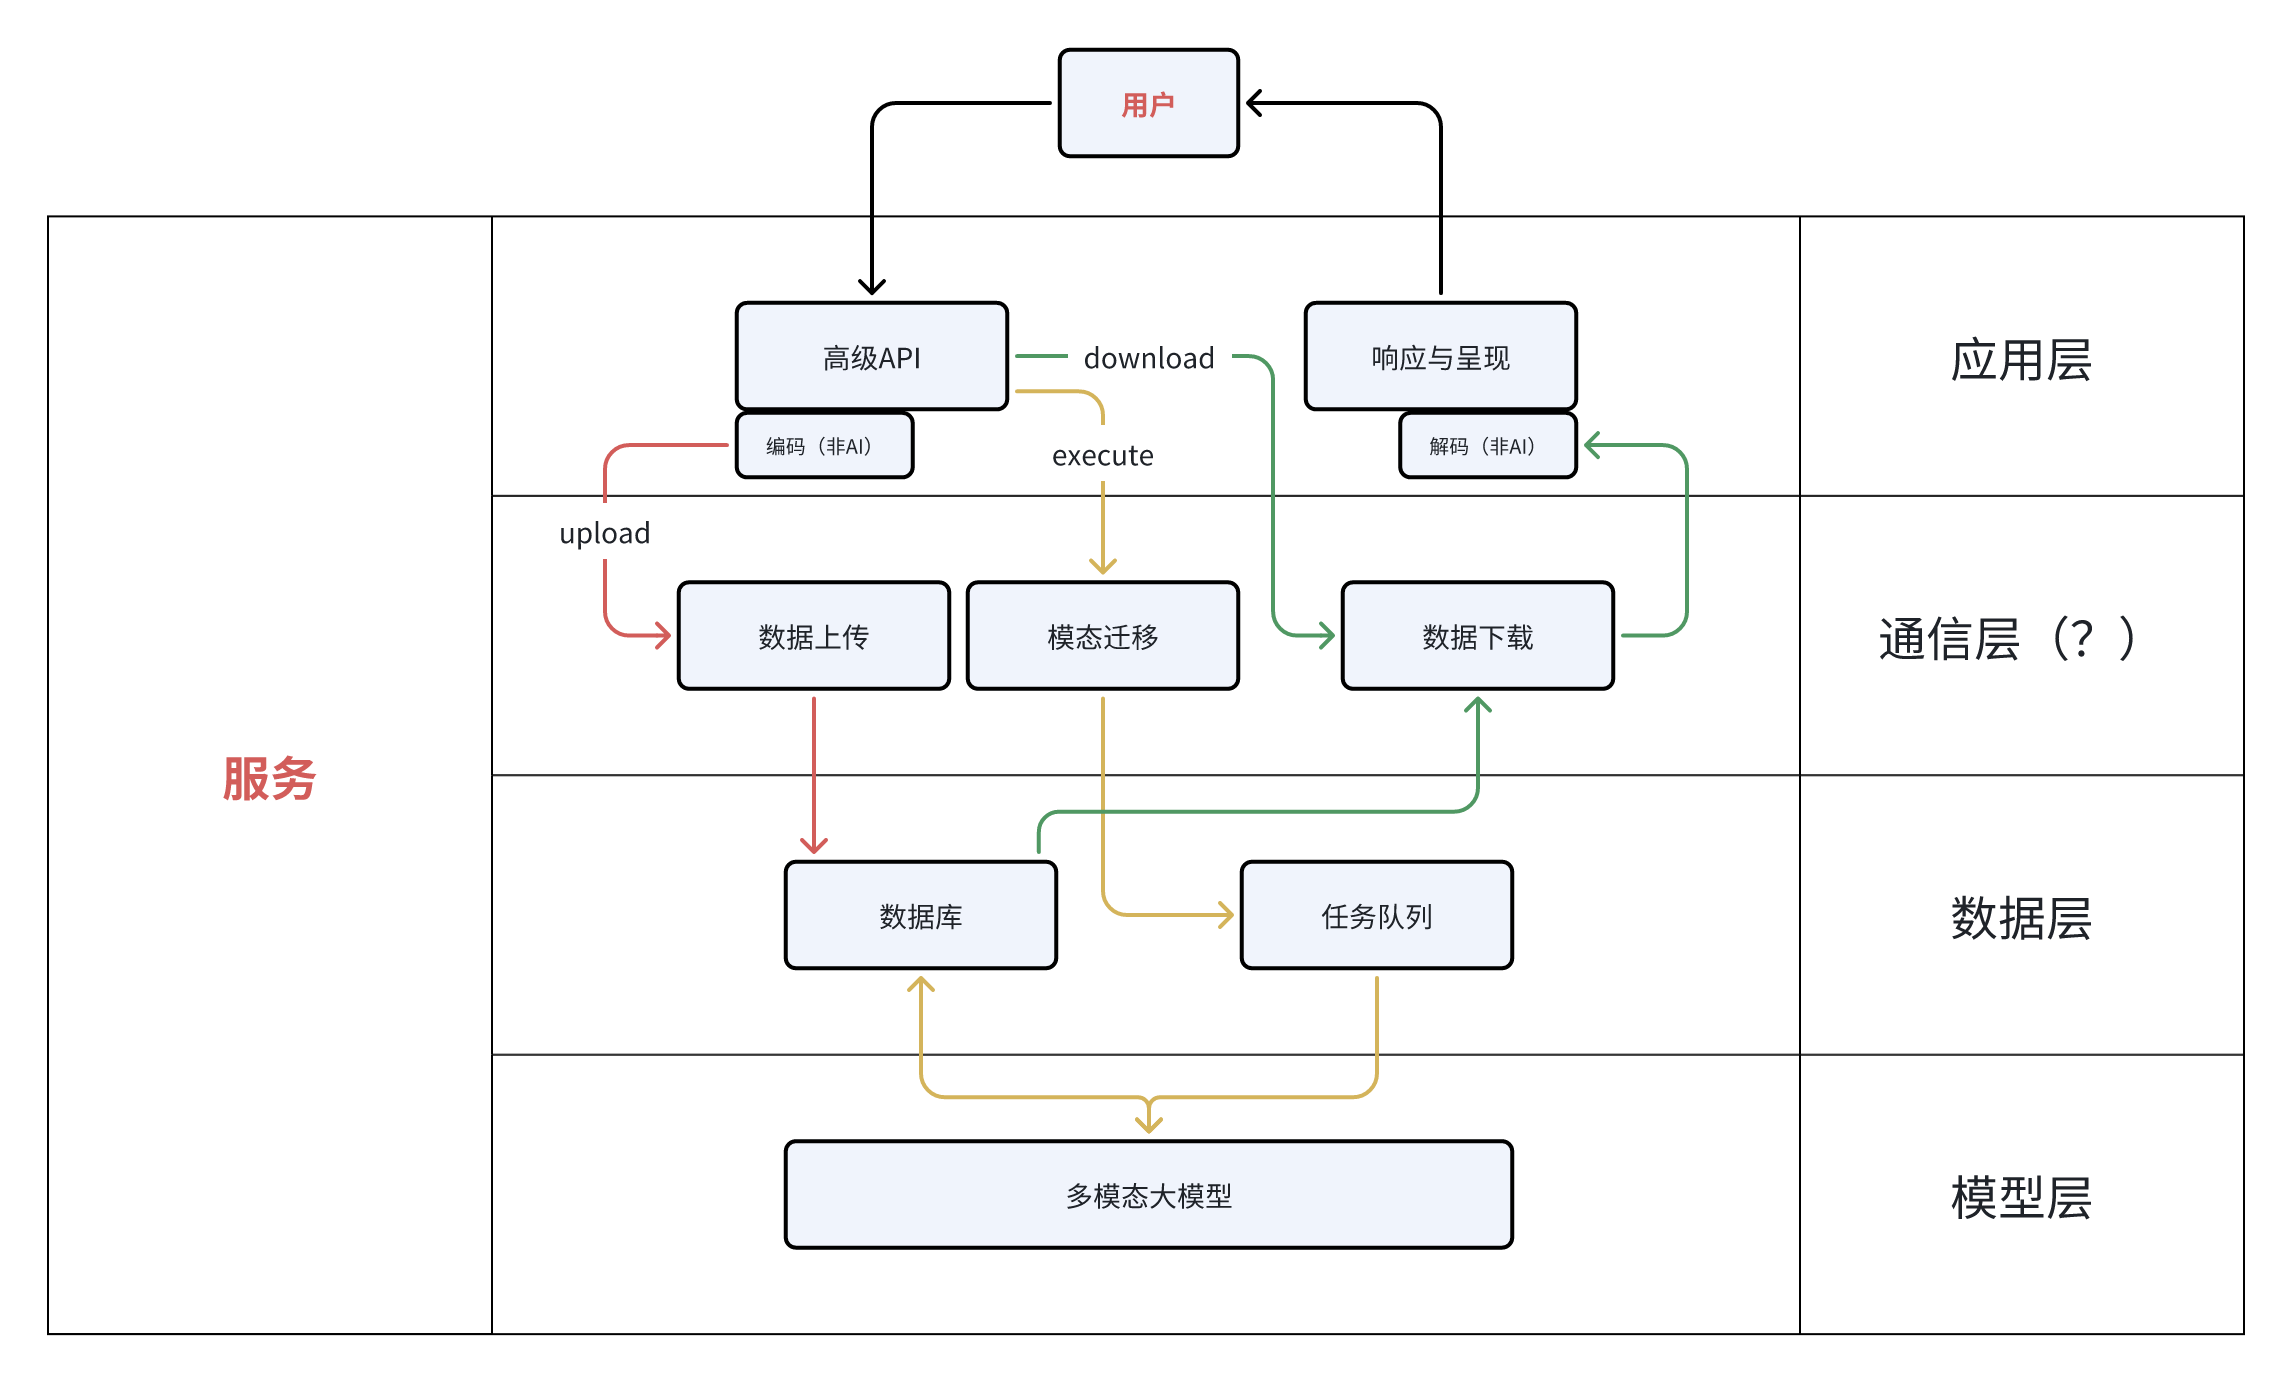 用户
高级API
download
响应与呈现
应用层
编码（非AI）
execute
解码（非AI）
upload
数据上传
模态迁移
数据下载
通信层（？）
服务
数据库
任务队列
数据层
多模态大模型
模型层